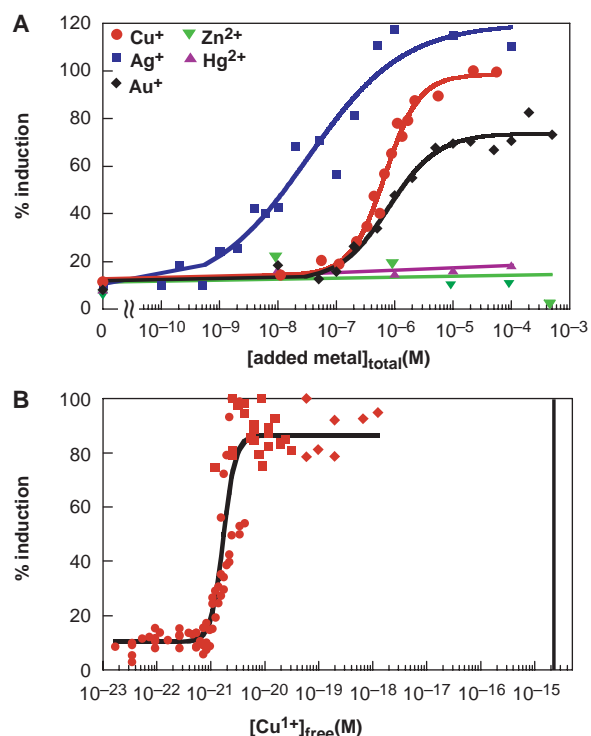 A
Cu⁺
Zn²⁺
Ag⁺
Hg²⁺
Au⁺
% induction
120
100
80
60
40
20
0
0
10⁻¹⁰
10⁻⁹
10⁻⁸
10⁻⁷
10⁻⁶
10⁻⁵
10⁻⁴
10⁻³
[added metal]total(M)
B
% induction
100
80
60
40
20
0
10⁻²³
10⁻²²
10⁻²¹
10⁻²⁰
10⁻¹⁹
10⁻¹⁸
10⁻¹⁷
10⁻¹⁶
10⁻¹⁵
[Cu¹⁺]free(M)